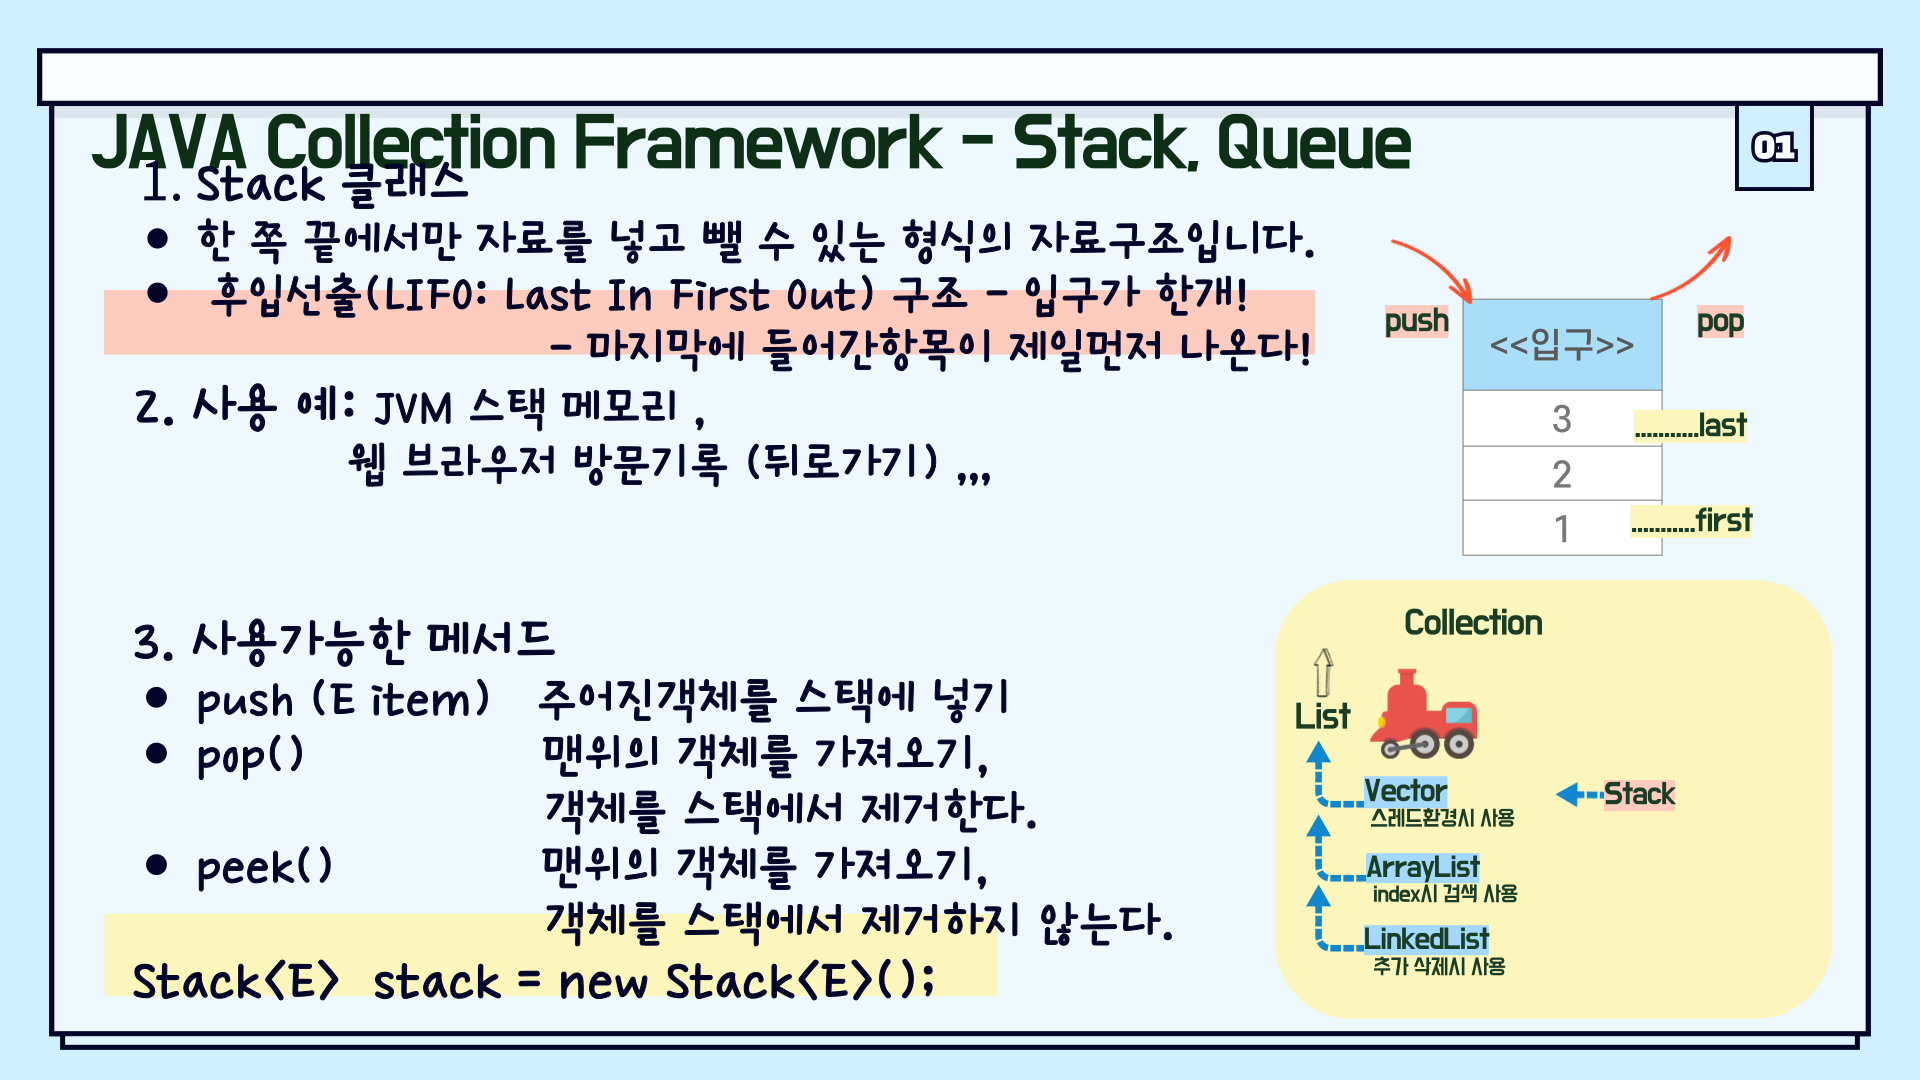 JAVA Collection Framework - Stack, Queue
01
1. Stack 클래스
● 한 쪽 끝에서만 자료를 넣고 뺄 수 있는 형식의 자료구조입니다.
● 후입선출(LIFO: Last In First Out) 구조 - 입구가 한개!
- 마지막에 들어간항목이 제일먼저 나온다!
2. 사용 예: JVM 스택 메모리 ,
웹 브라우저 방문기록 (뒤로가기) ,,,
3. 사용가능한 메서드
● push (E item) 주어진객체를 스택에 넣기
● pop() 맨위의 객체를 가져오기,
객체를 스택에서 제거한다.
● peek() 맨위의 객체를 가져오기,
객체를 스택에서 제거하지 않는다.
Stack<E> stack = new Stack<E>();
push
pop
<<입구>>
3
...........last
2
1
...........first
Collection
List
Vector
Stack
스레드환경시 사용
ArrayList
index시 검색 사용
LinkedList
추가 삭제시 사용